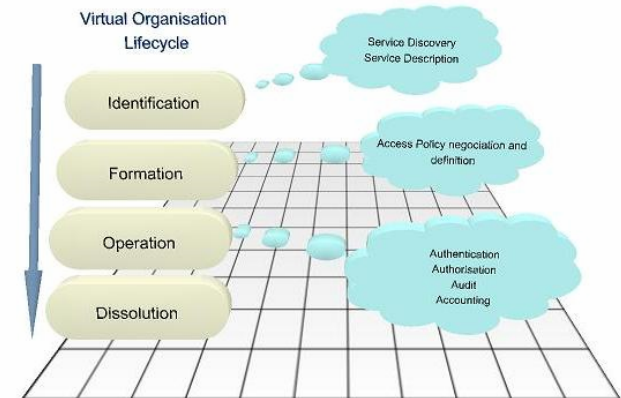 Virtual Organisation
Lifecycle
Service Discovery
Service Description
Identification
Access Policy negociation and
definition
Formation
Operation
Authentication
Authorisation
Audit
Accounting
Dissolution